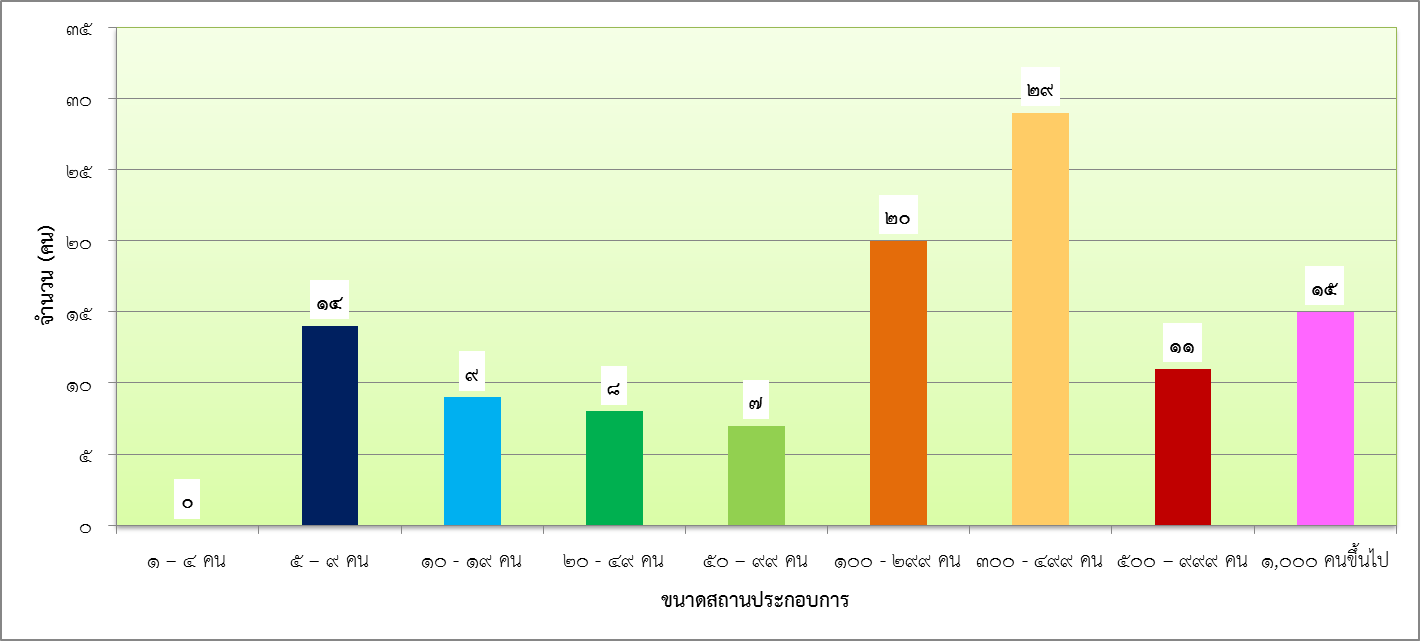 ๓๕
๓๐
๒๕
๒๐
๑๕
๑๐
๕
๐
จำนวน (คน)
๐
๑๔
๙
๘
๗
๒๐
๒๙
๑๑
๑๕
๑ – ๔ คน
๕ – ๙ คน
๑๐ - ๑๙ คน
๒๐ - ๔๙ คน
๕๐ – ๙๙ คน
๑๐๐ - ๒๙๙ คน
๓๐๐ - ๔๙๙ คน
๕๐๐ – ๙๙๙ คน
๑,๐๐๐ คนขึ้นไป
ขนาดสถานประกอบการ